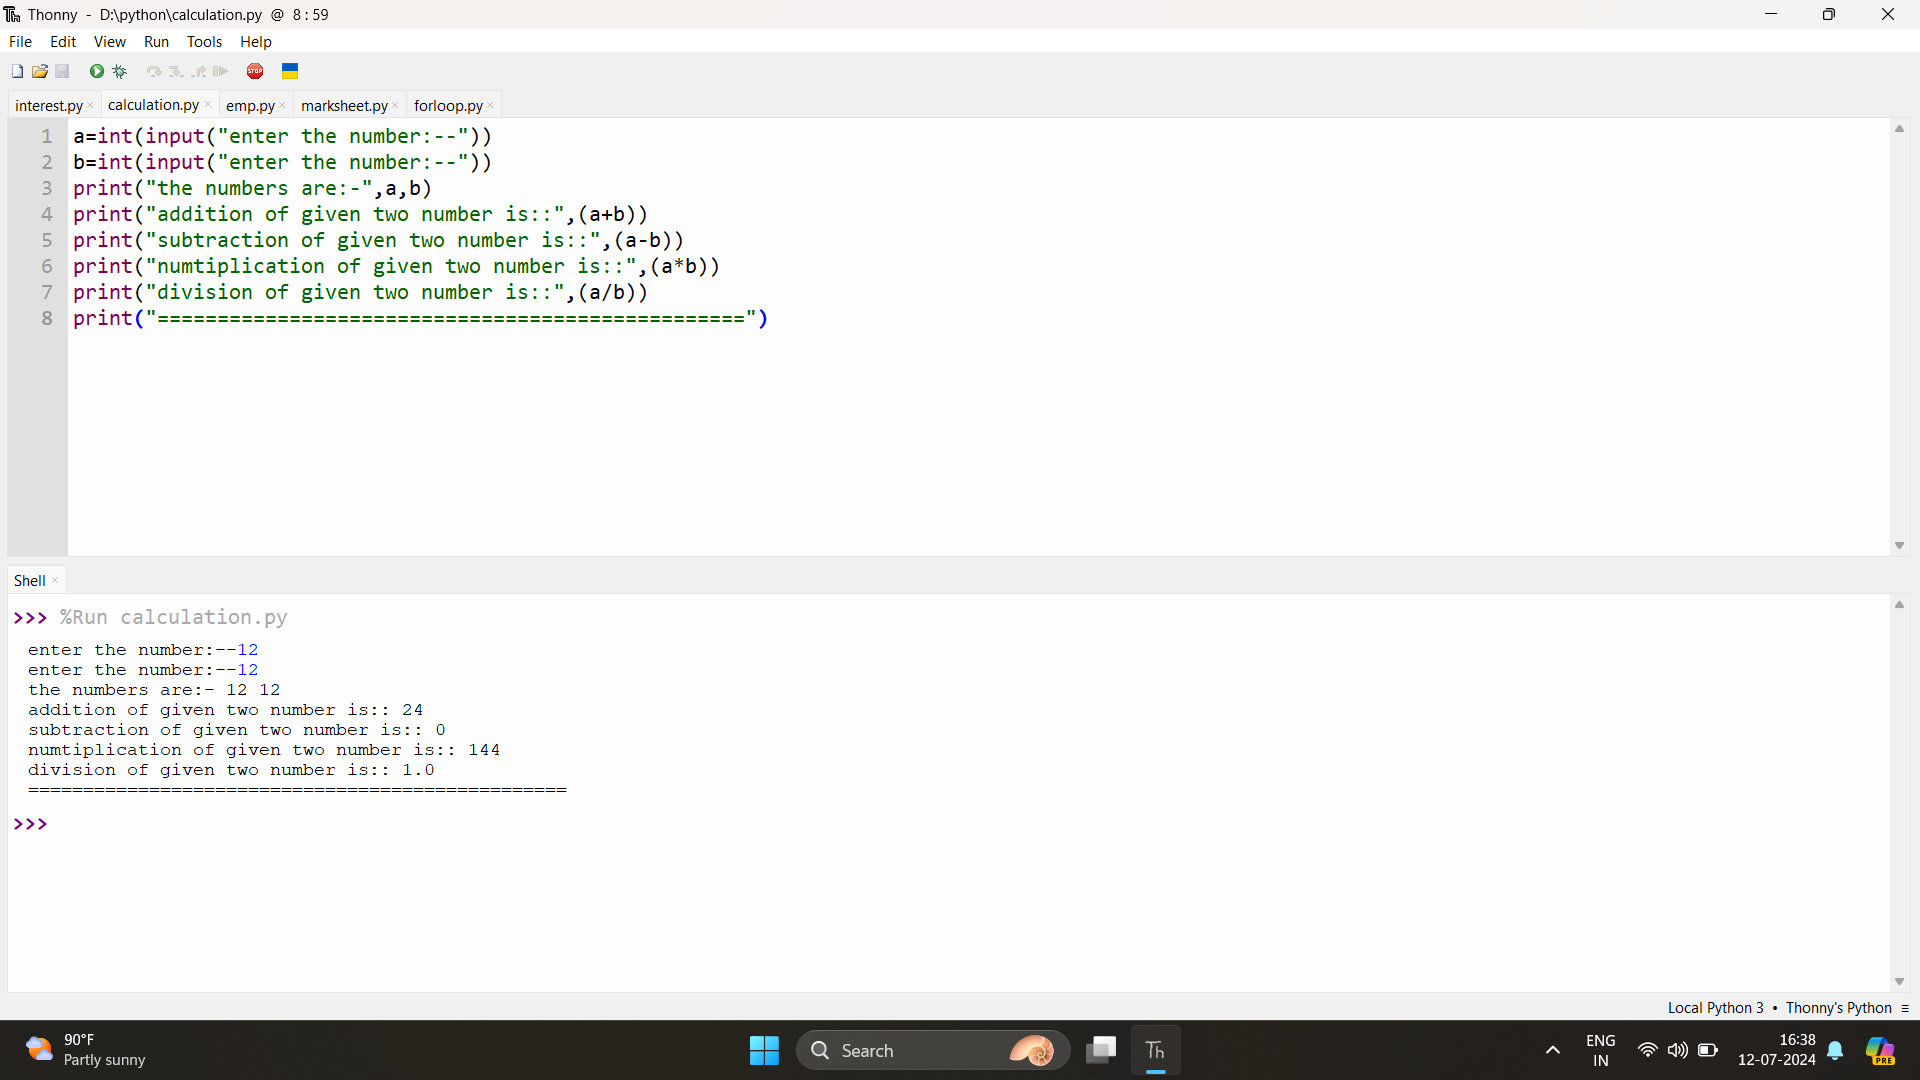 Thonny - D:\python\calculation.py @ 8:59
File Edit View Run Tools Help
STOP
interest.py calculation.py emp.py marksheet.py forloop.py
1 a=int(input("enter the number:--"))
2 b=int(input("enter the number:--"))
3 print("the numbers are:-",a,b)
4 print("addition of given two number is::",(a+b))
5 print("subtraction of given two number is::",(a-b))
6 print("numtiplication of given two number is::",(a*b))
7 print("division of given two number is::",(a/b))
8 print("=================================================")
Shell
>>> %Run calculation.py
enter the number:--12
enter the number:--12
the numbers are:- 12 12
addition of given two number is:: 24
subtraction of given two number is:: 0
numtiplication of given two number is:: 144
division of given two number is:: 1.0
=================================================
>>>
Local Python 3 • Thonny's Python ≡
90°F
Partly sunny
Search
Th
ENG
IN
16:38
12-07-2024
PRE